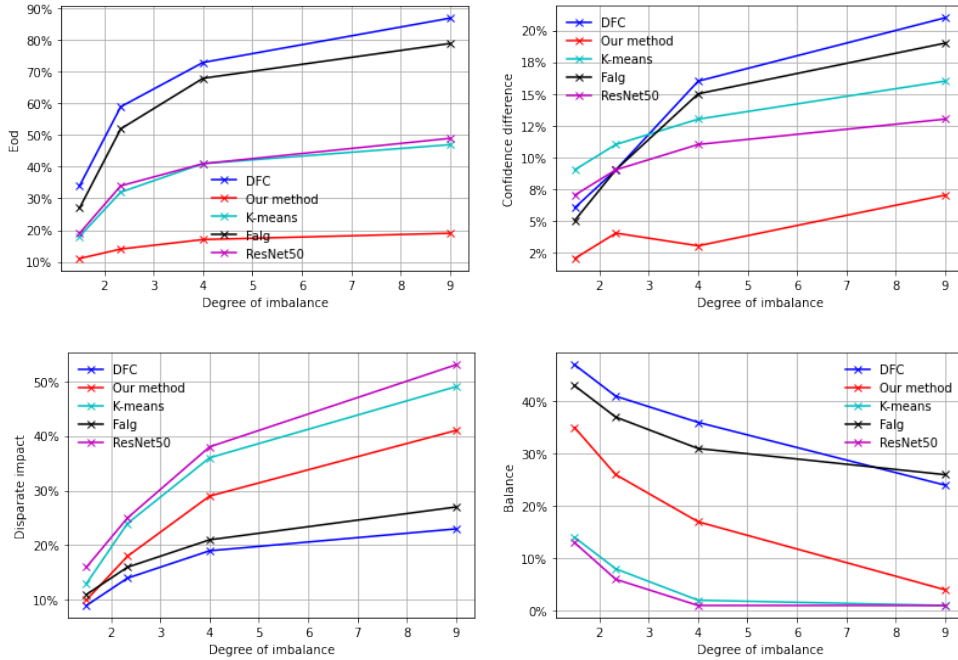 90%
80%
70%
60%
50%
40%
30%
20%
10%
Eod
DFC
Our method
K-means
Falg
ResNet50
2 3 4 5 6 7 8 9
Degree of imbalance
20%
18%
15%
12%
10%
8%
5%
2%
Confidence difference
DFC
Our method
K-means
Falg
ResNet50
2 3 4 5 6 7 8 9
Degree of imbalance
50%
40%
30%
20%
10%
Disparate impact
DFC
Our method
K-means
Falg
ResNet50
2 3 4 5 6 7 8 9
Degree of imbalance
40%
30%
20%
10%
0%
Balance
DFC
Our method
K-means
Falg
ResNet50
2 3 4 5 6 7 8 9
Degree of imbalance